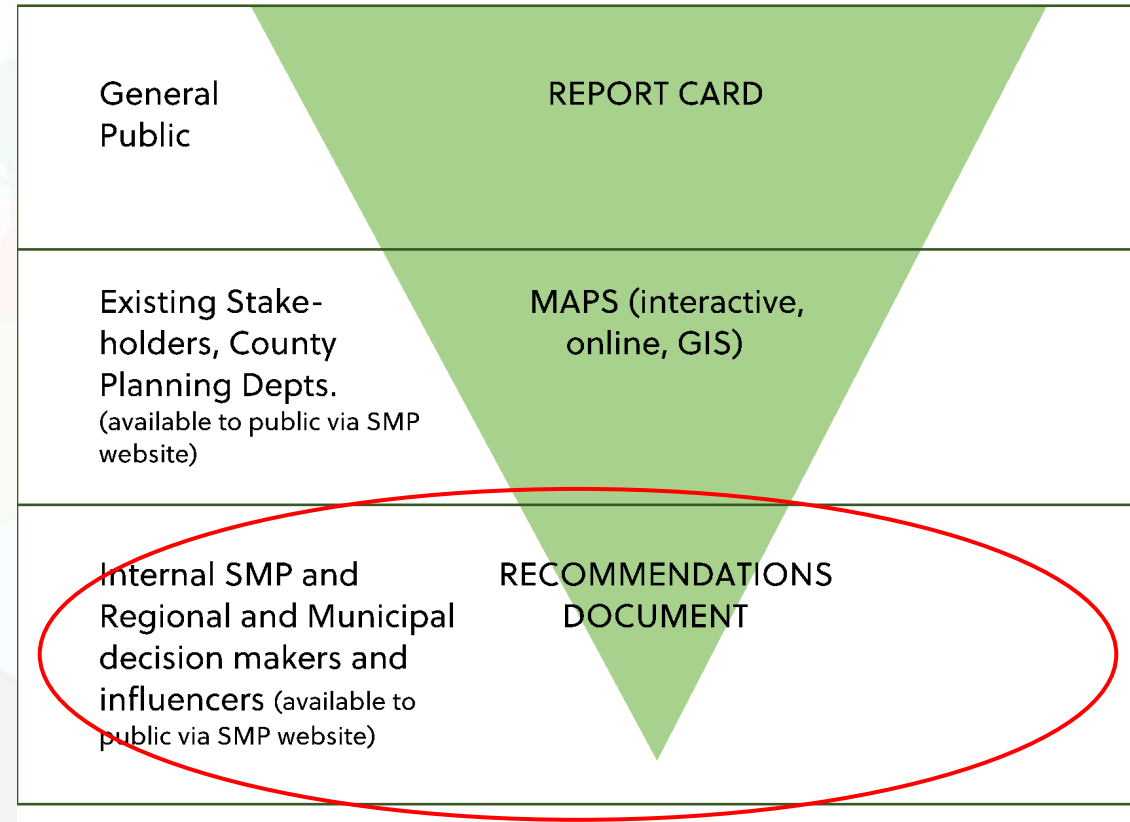 General
Public
REPORT CARD
Existing Stake-
holders, County
Planning Depts.
(available to public via SMP
website)
MAPS (interactive,
online, GIS)
Internal SMP and
Regional and Municipal
decision makers and
influencers (available to
public via SMP website)
RECOMMENDATIONS
DOCUMENT